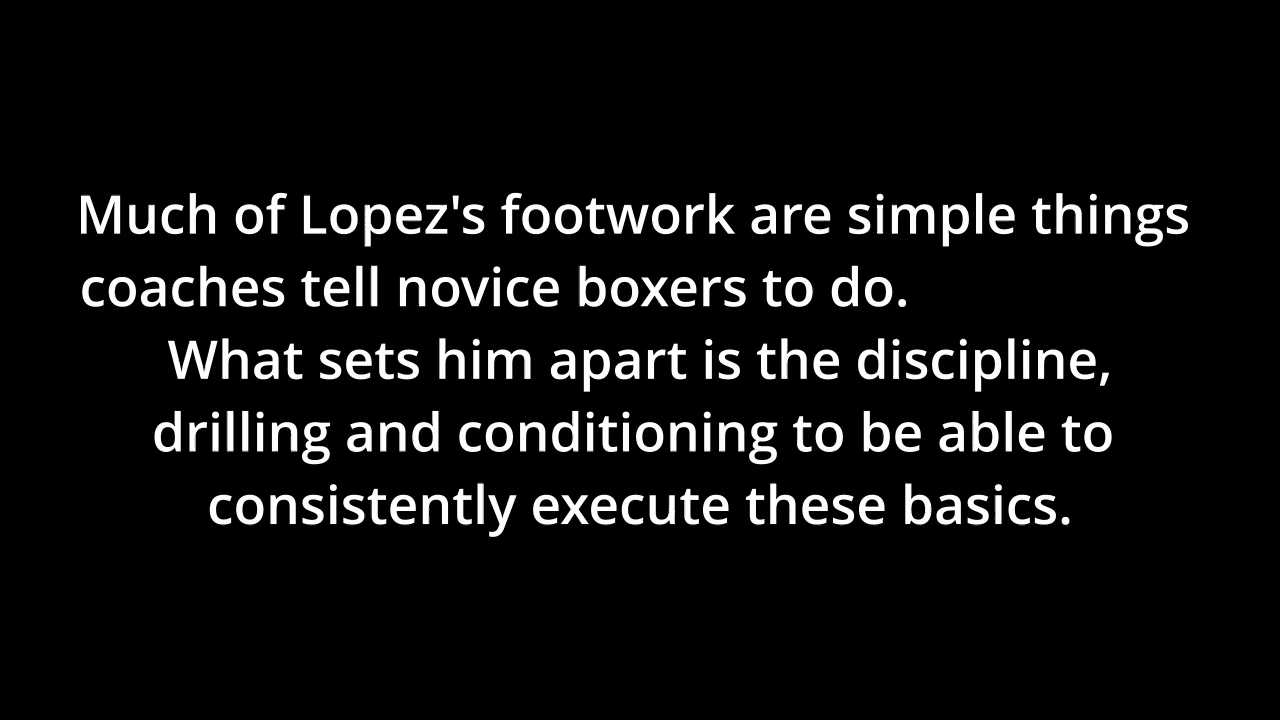 Much of Lopez's footwork are simple things
coaches tell novice boxers to do.
What sets him apart is the discipline,
drilling and conditioning to be able to
consistently execute these basics.